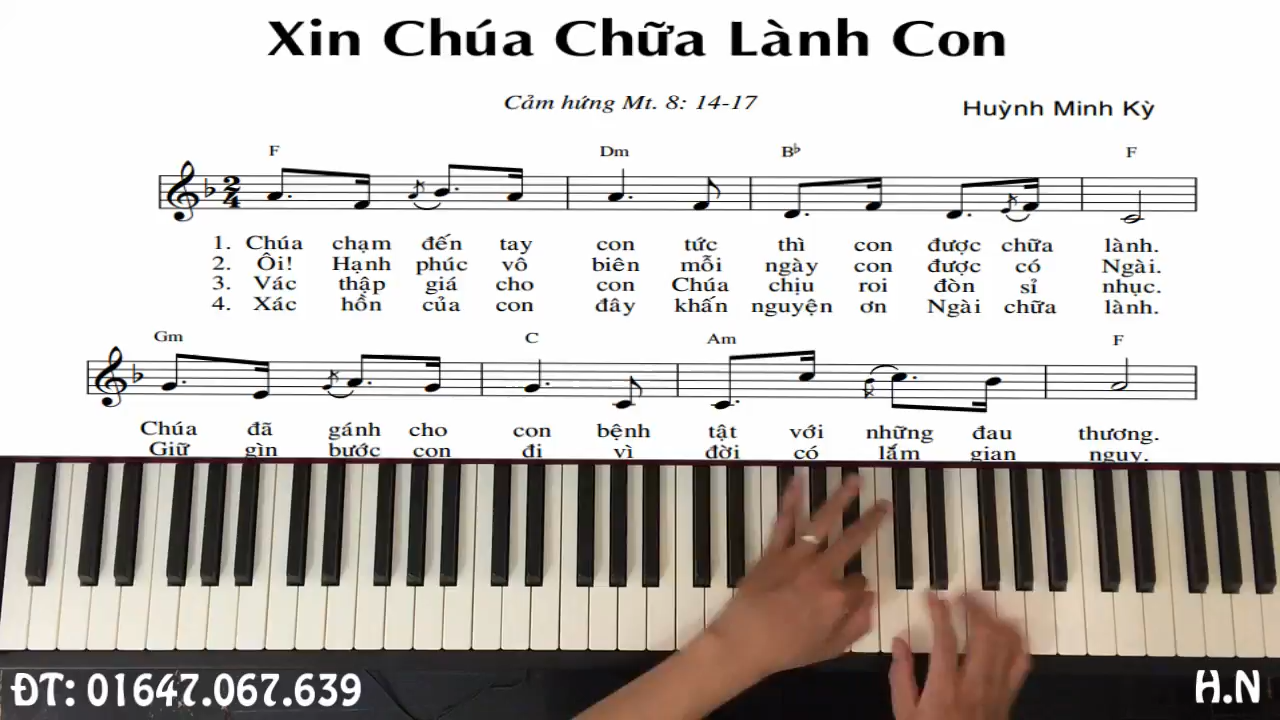 Xin Chúa Chữa Lành Con
Cảm hứng Mt. 8: 14-17
Huỳnh Minh Kỳ
F Dm B♭ F
2
4
1. Chúa chạm đến tay con tức thì con được chữa lành.
2. Ôi! Hạnh phúc vô biên mỗi ngày con được có Ngài.
3. Vác thập giá cho con Chúa chịu roi đòn sỉ nhục.
4. Xác hồn của con đây khấn nguyện ơn Ngài chữa lành.
Gm C Am F
Chúa đã gánh cho con bệnh tật với những đau thương.
Giữ gìn bước con đi vì đời có lắm gian nguy.
ĐT: 01647.067.639
H.N